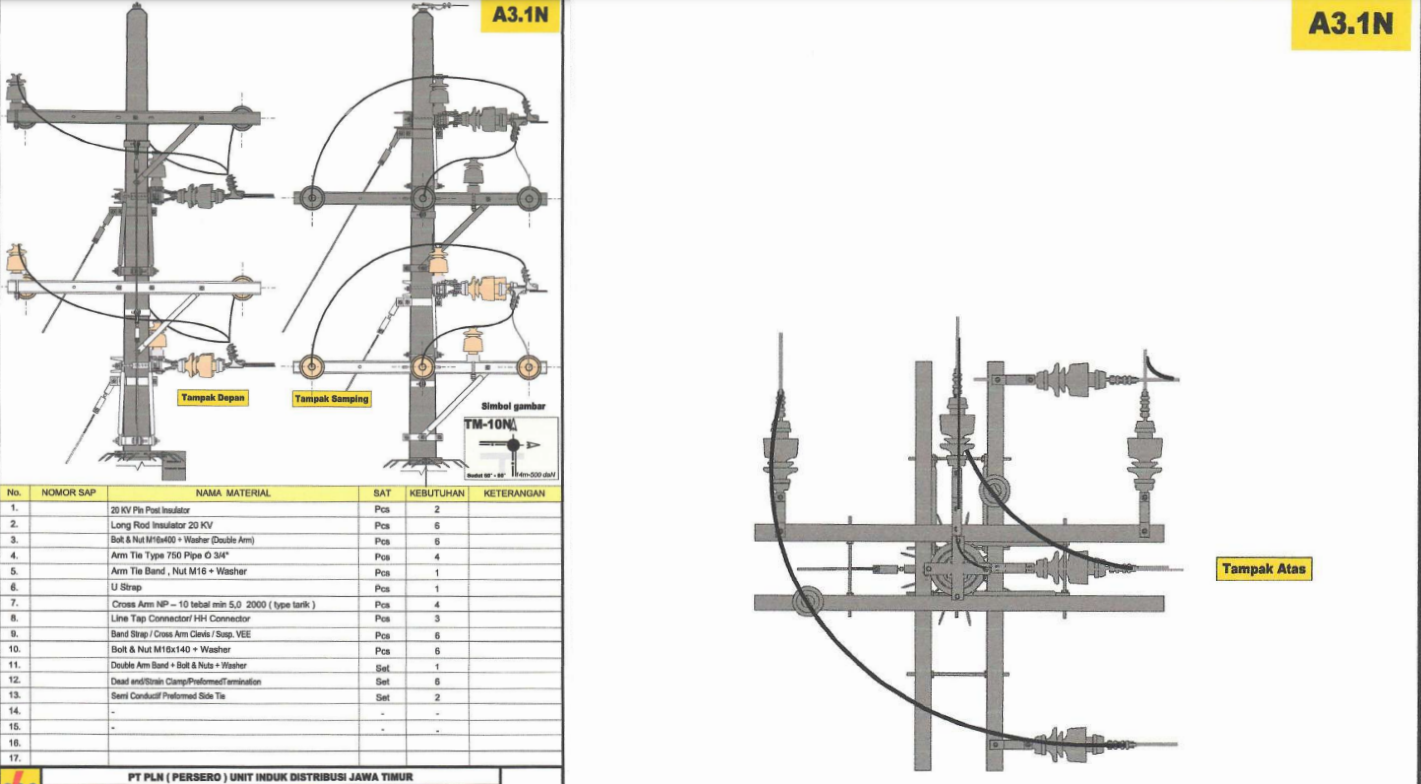 A3.1N
Tampak Depan
Tampak Samping
Simbol gambar
TM-10N
14m-500 daN
No. NOMOR SAP NAMA MATERIAL SAT KEBUTUHAN KETERANGAN
1. 20 KV Pin Post Insulator Pcs 2
2. Long Rod Insulator 20 KV Pcs 6
3. Bolt & Nut M16x400 + Washer (Double Arm) Pcs 6
4. Arm Tie Type 750 Pipe Ó 3/4" Pcs 4
5. Arm Tie Band , Nut M16 + Washer Pcs 1
6. U Strap Pcs 1
7. Cross Arm NP – 10 tebal min 5,0 2000 ( type tarik ) Pcs 4
8. Line Tap Connector/ HH Connector Pcs 3
9. Band Strap / Cross Arm Clevis / Susp. VEE Pcs 6
10. Bolt & Nut M16x140 + Washer Pcs 6
11. Double Arm Band + Bolt & Nuts + Washer Set 1
12. Dead end/Strain Clamp/PreformedTermination Set 6
13. Semi Conductif Preformed Side Tie Set 2
14. - - -
15. - - -
16.
17.
PT PLN ( PERSERO ) UNIT INDUK DISTRIBUSI JAWA TIMUR
A3.1N
Tampak Atas